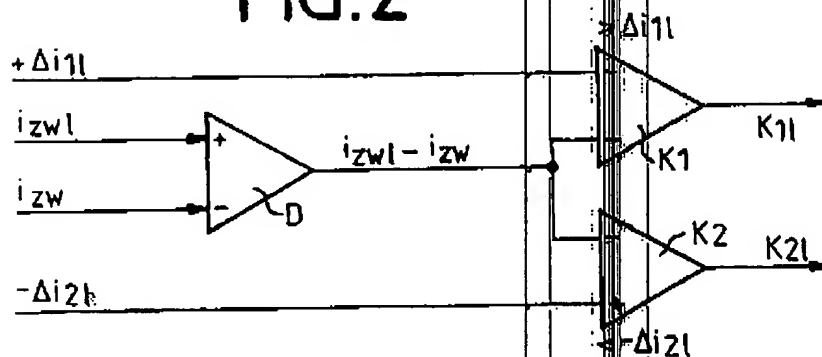 FIG. 2
> Δi1l
+Δi1l
izwl
+
izwl - izw
K1
K1l
izw
-
D
K2
K2l
-Δi2l
< -Δi2l